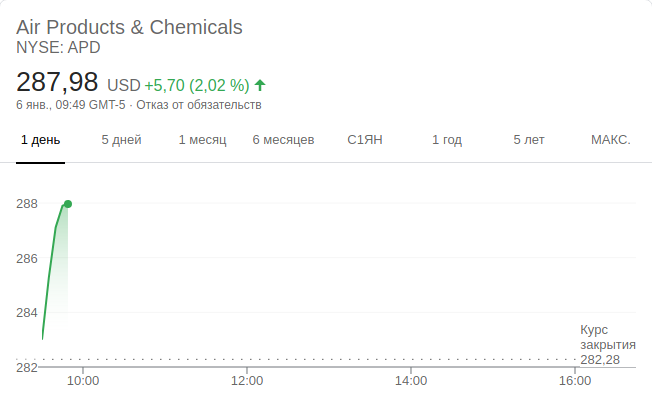 Air Products & Chemicals
NYSE: APD
287,98 USD +5,70 (2,02 %)
6 янв., 09:49 GMT-5 · Отказ от обязательств
1 день 5 дней 1 месяц 6 месяцев С1ЯН 1 год 5 лет МАКС.
288
286
284
Курс
закрытия
282,28
282
10:00 12:00 14:00 16:00